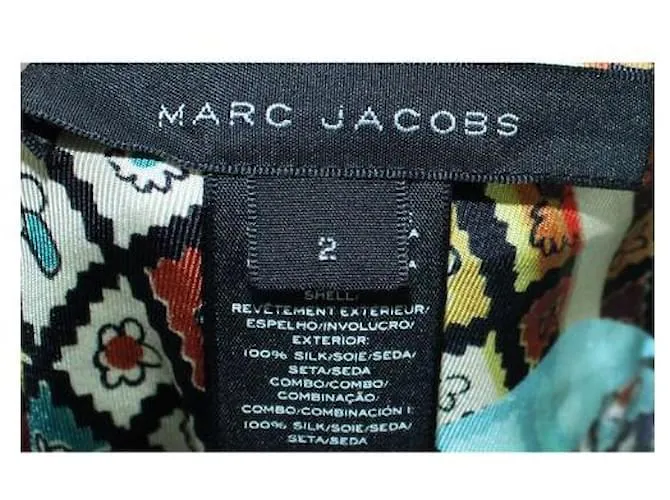 MARC JACOBS
2
SHELL/
REVÊTEMENT EXTÉRIEUR/
ESPELHO/INVOLUCRO/
EXTERIOR:
100% SILK/SOIE/SEDA/
SETA/SEDA
COMBO/COMBO/
COMBINAÇÃO/
COMBO/COMBINACIÓN I:
100% SILK/SOIE/SEDA/
SETA/SEDA